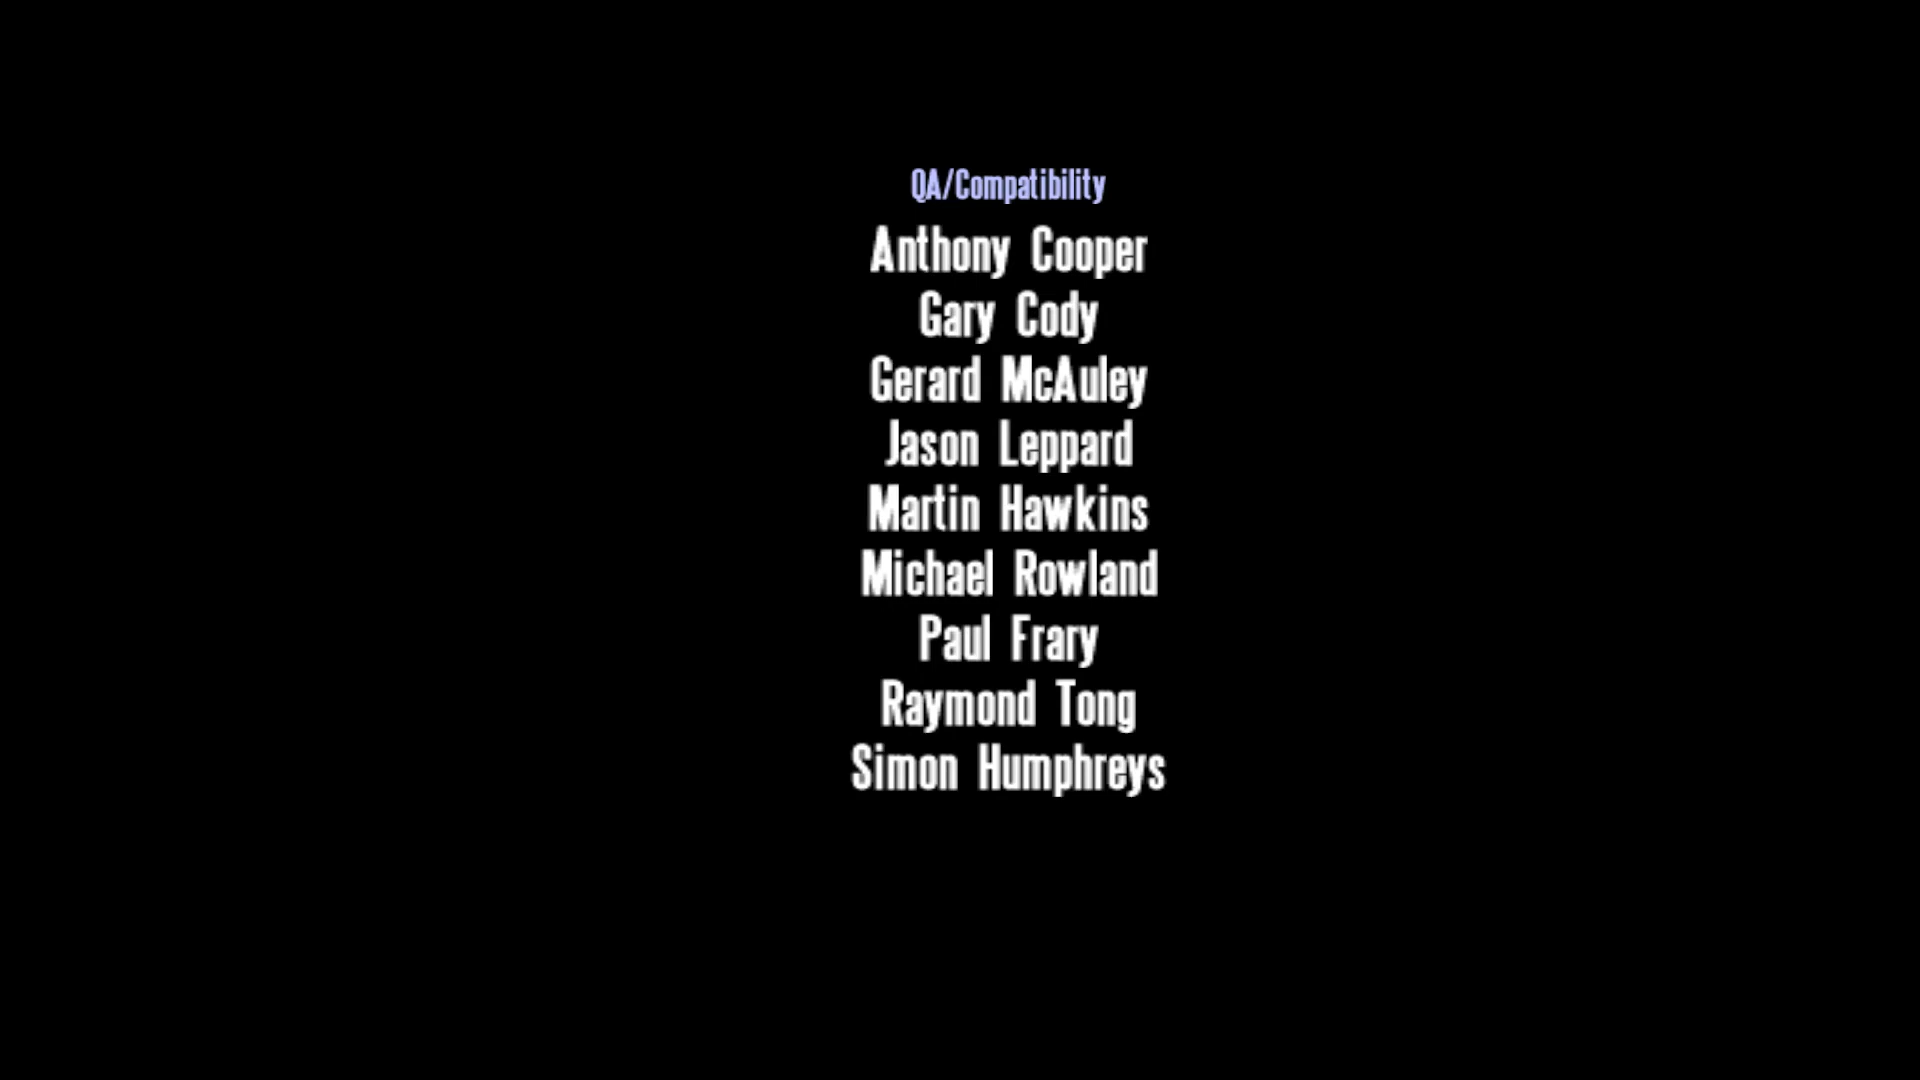 QA/Compatibility
Anthony Cooper
Gary Cody
Gerard McAuley
Jason Leppard
Martin Hawkins
Michael Rowland
Paul Frary
Raymond Tong
Simon Humphreys